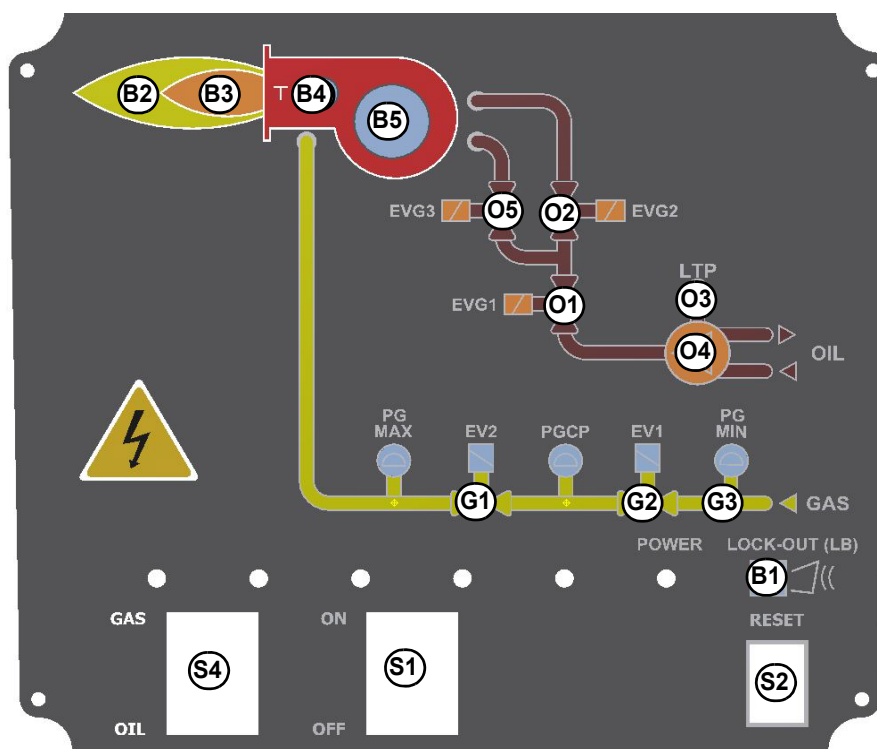 B2
B3
T
B4
B5
EVG3
O5
O2
EVG2
EVG1
O1
LTP
O3
O4
OIL
PG
MAX
EV2
PGCP
EV1
PG
MIN
G1
G2
G3
GAS
POWER
LOCK-OUT (LB)
B1
GAS
ON
RESET
S4
S1
S2
OIL
OFF